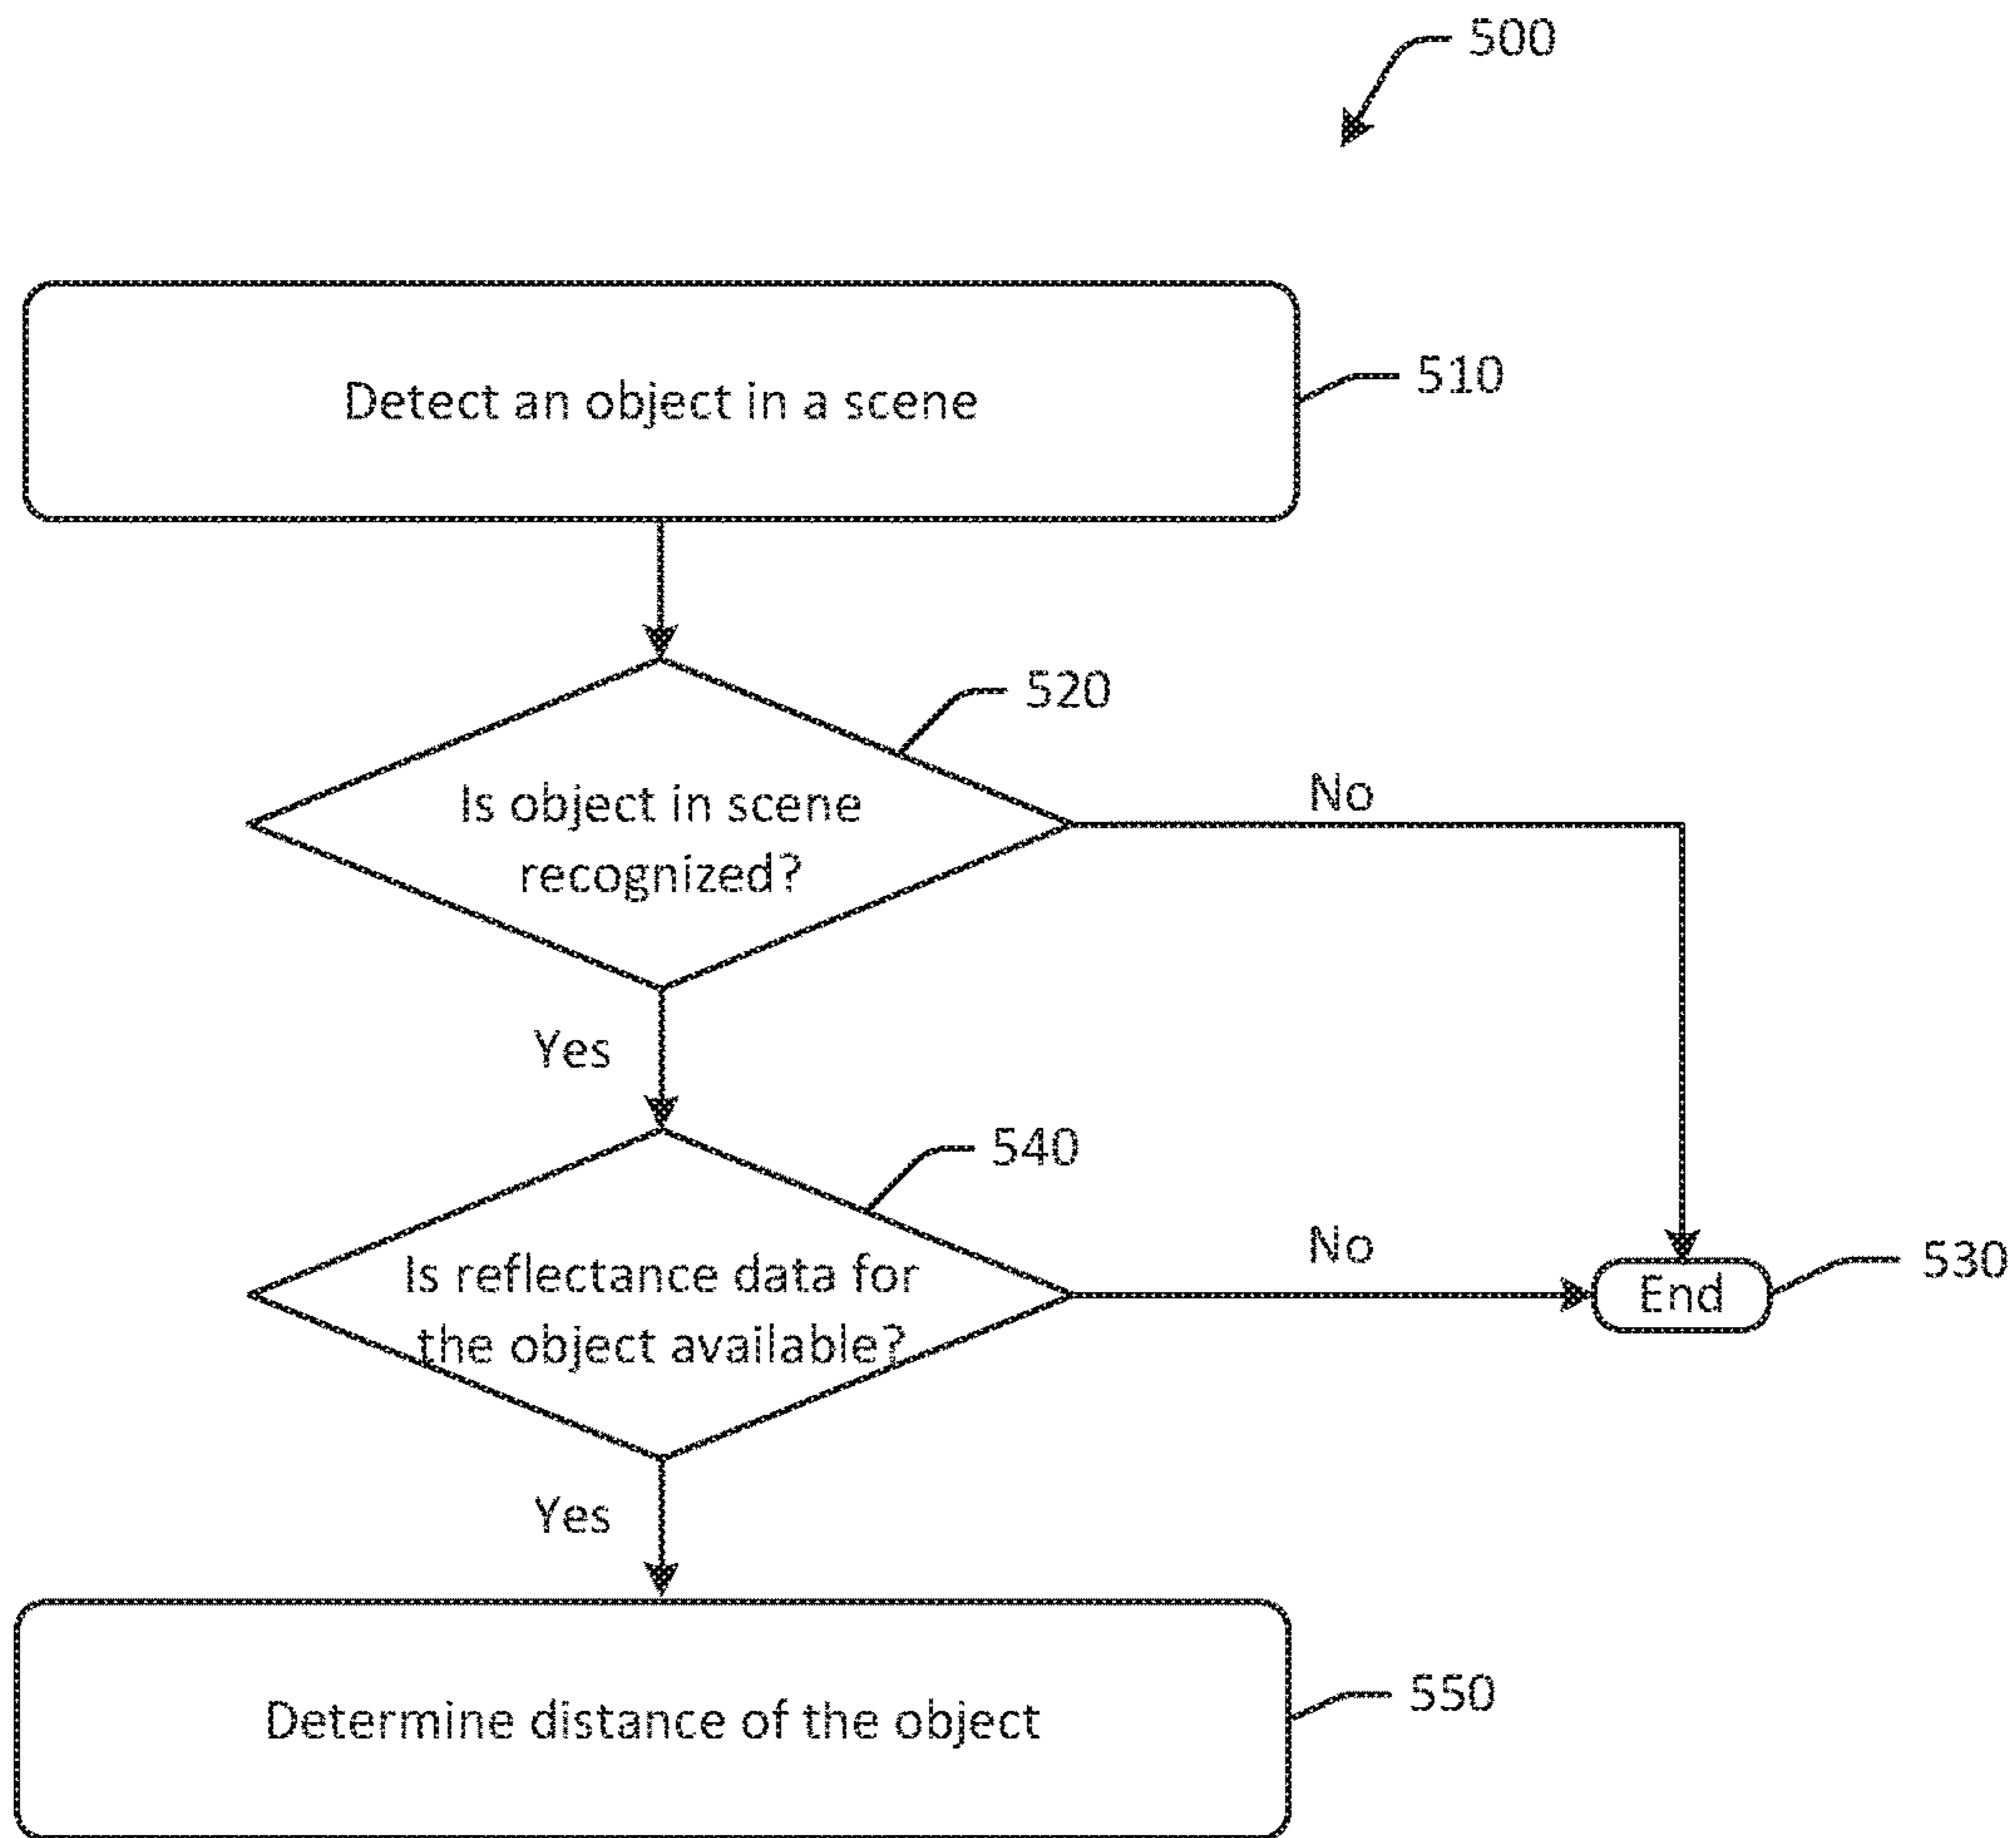 500
Detect an object in a scene
510
520
Is object in scene
recognized?
No
Yes
540
Is reflectance data for
the object available?
No
End
530
Yes
Determine distance of the object
550